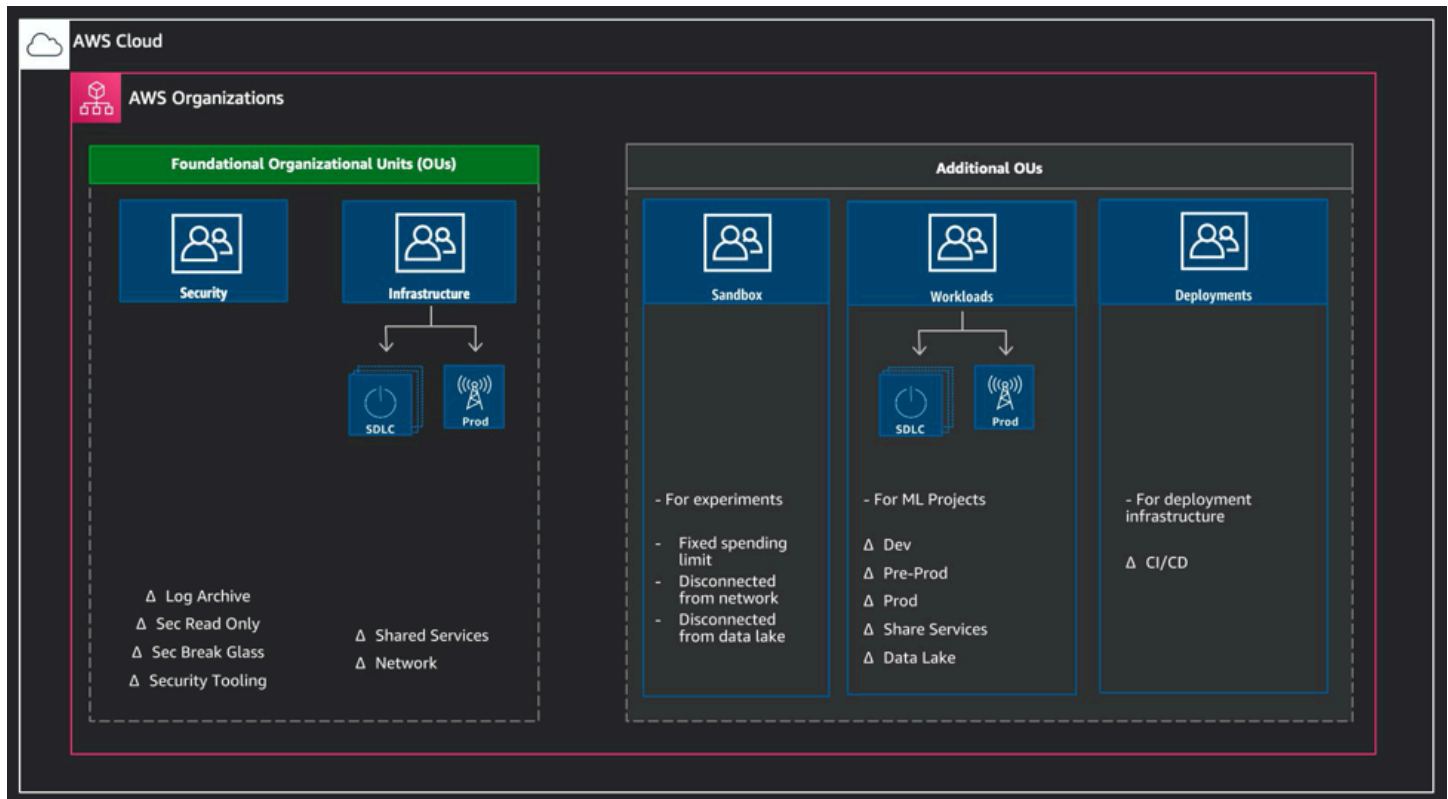 AWS Cloud
AWS Organizations
Foundational Organizational Units (OUs)
Security
Infrastructure
SDLC
Prod
Δ Log Archive
Δ Sec Read Only
Δ Sec Break Glass
Δ Security Tooling
Δ Shared Services
Δ Network
Additional OUs
Sandbox
- For experiments
- Fixed spending
limit
- Disconnected
from network
- Disconnected
from data lake
Workloads
SDLC
Prod
- For ML Projects
Δ Dev
Δ Pre-Prod
Δ Prod
Δ Share Services
Δ Data Lake
Deployments
- For deployment
infrastructure
Δ CI/CD